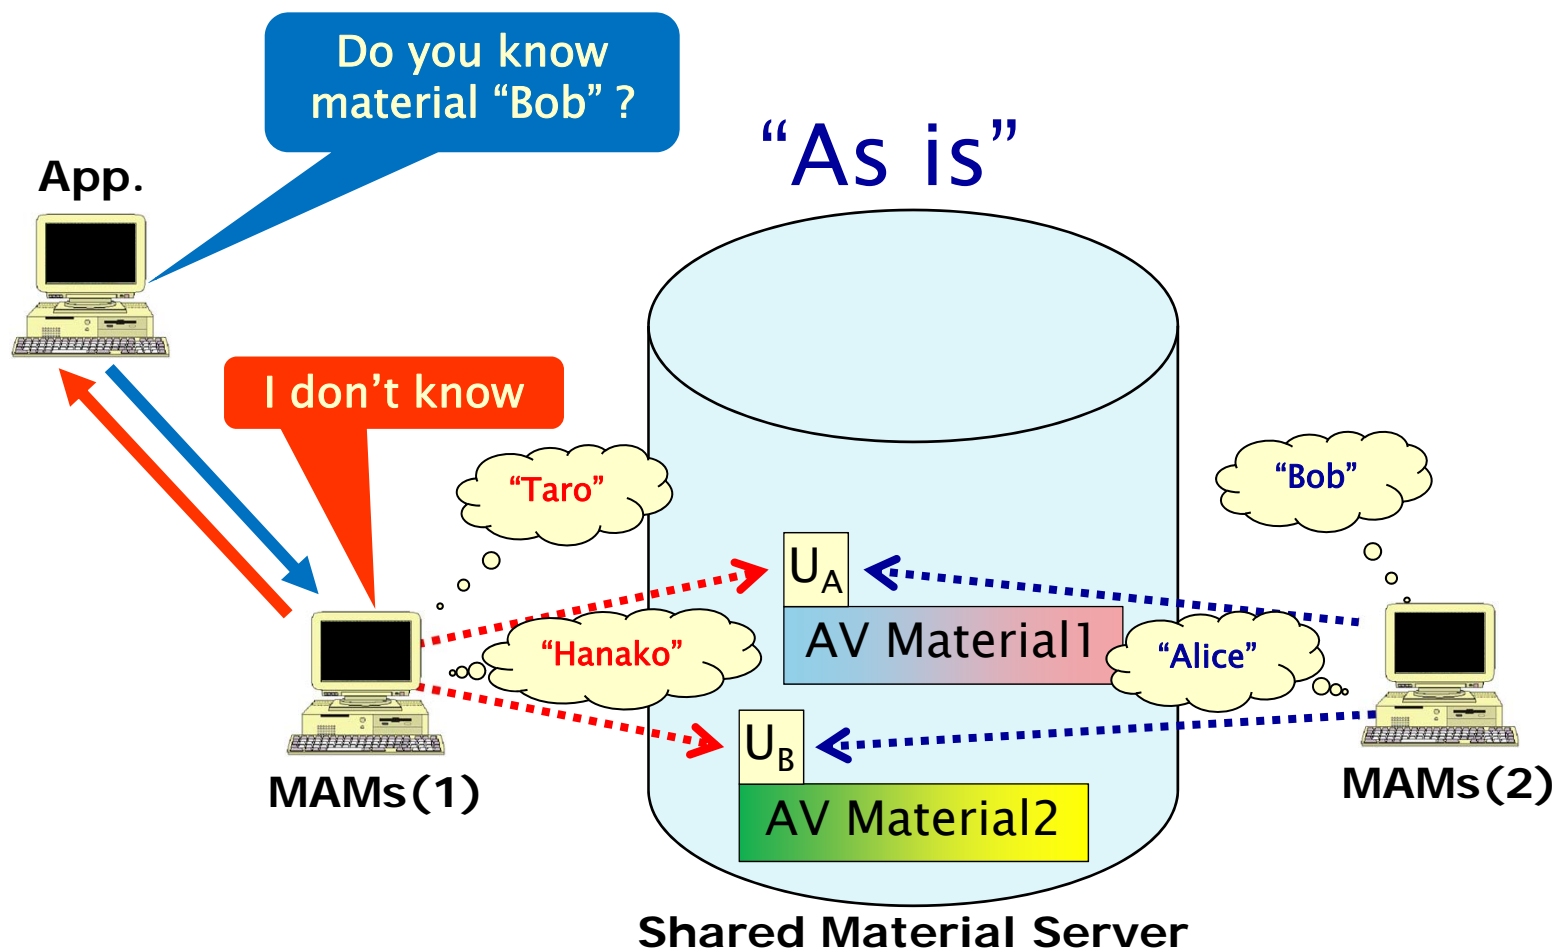 Do you know
material “Bob” ?
“As is”
App.
I don’t know
“Taro”
“Bob”
UA
AV Material1
“Hanako”
“Alice”
UB
MAMs(1)
MAMs(2)
AV Material2
Shared Material Server